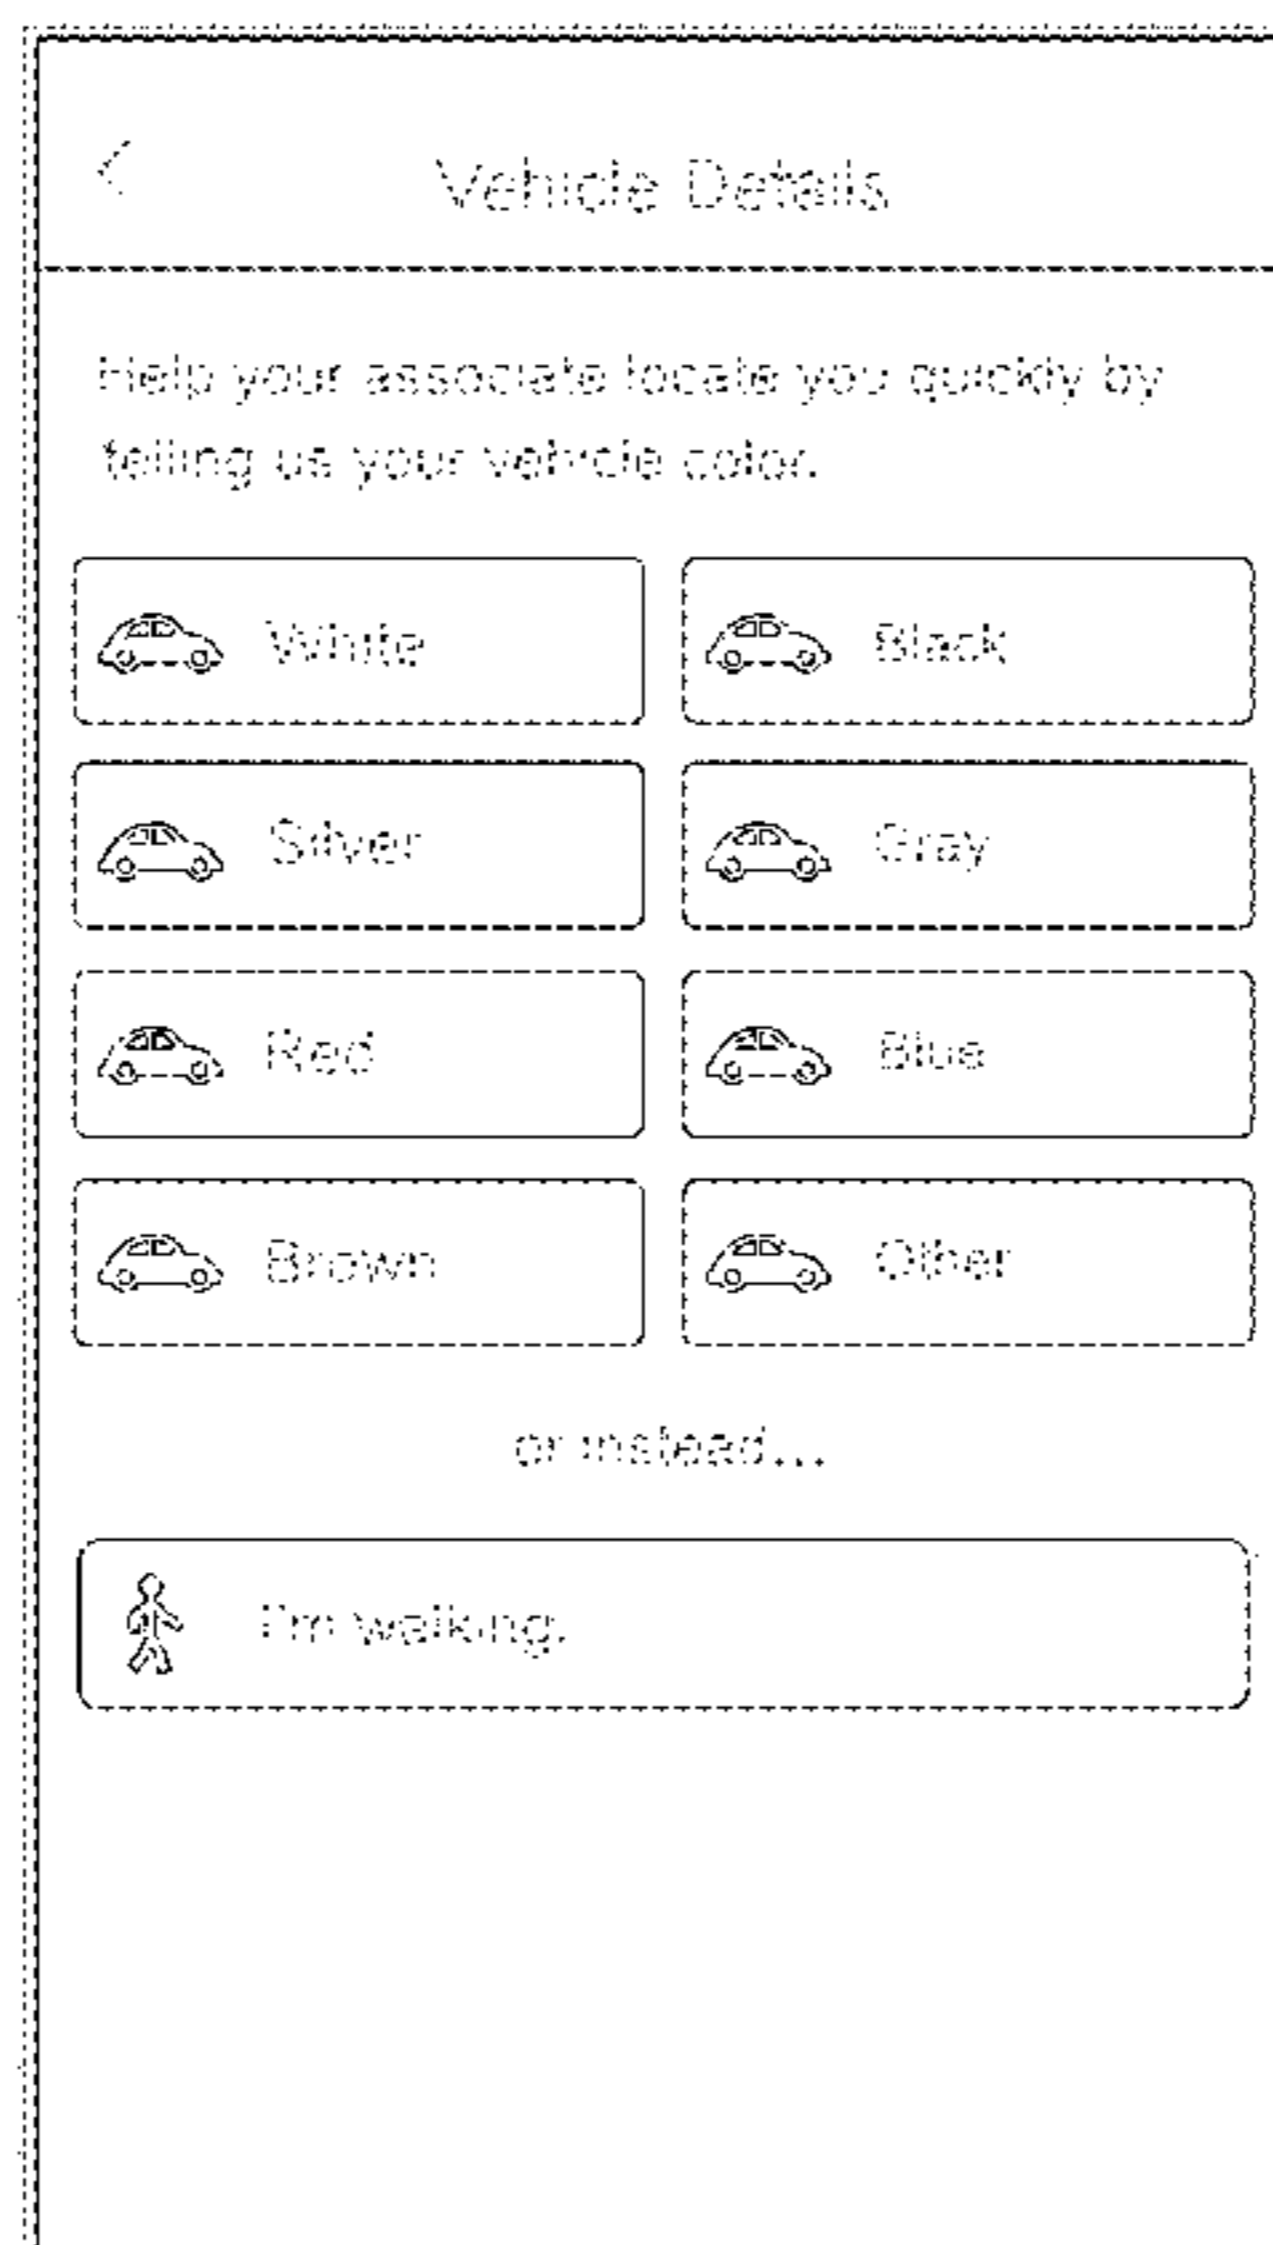 Vehicle Details
Help your associate locate you quickly by
telling us your vehicle color.
White
Black
Silver
Gray
Red
Blue
Brown
Other
or instead...
I'm walking.